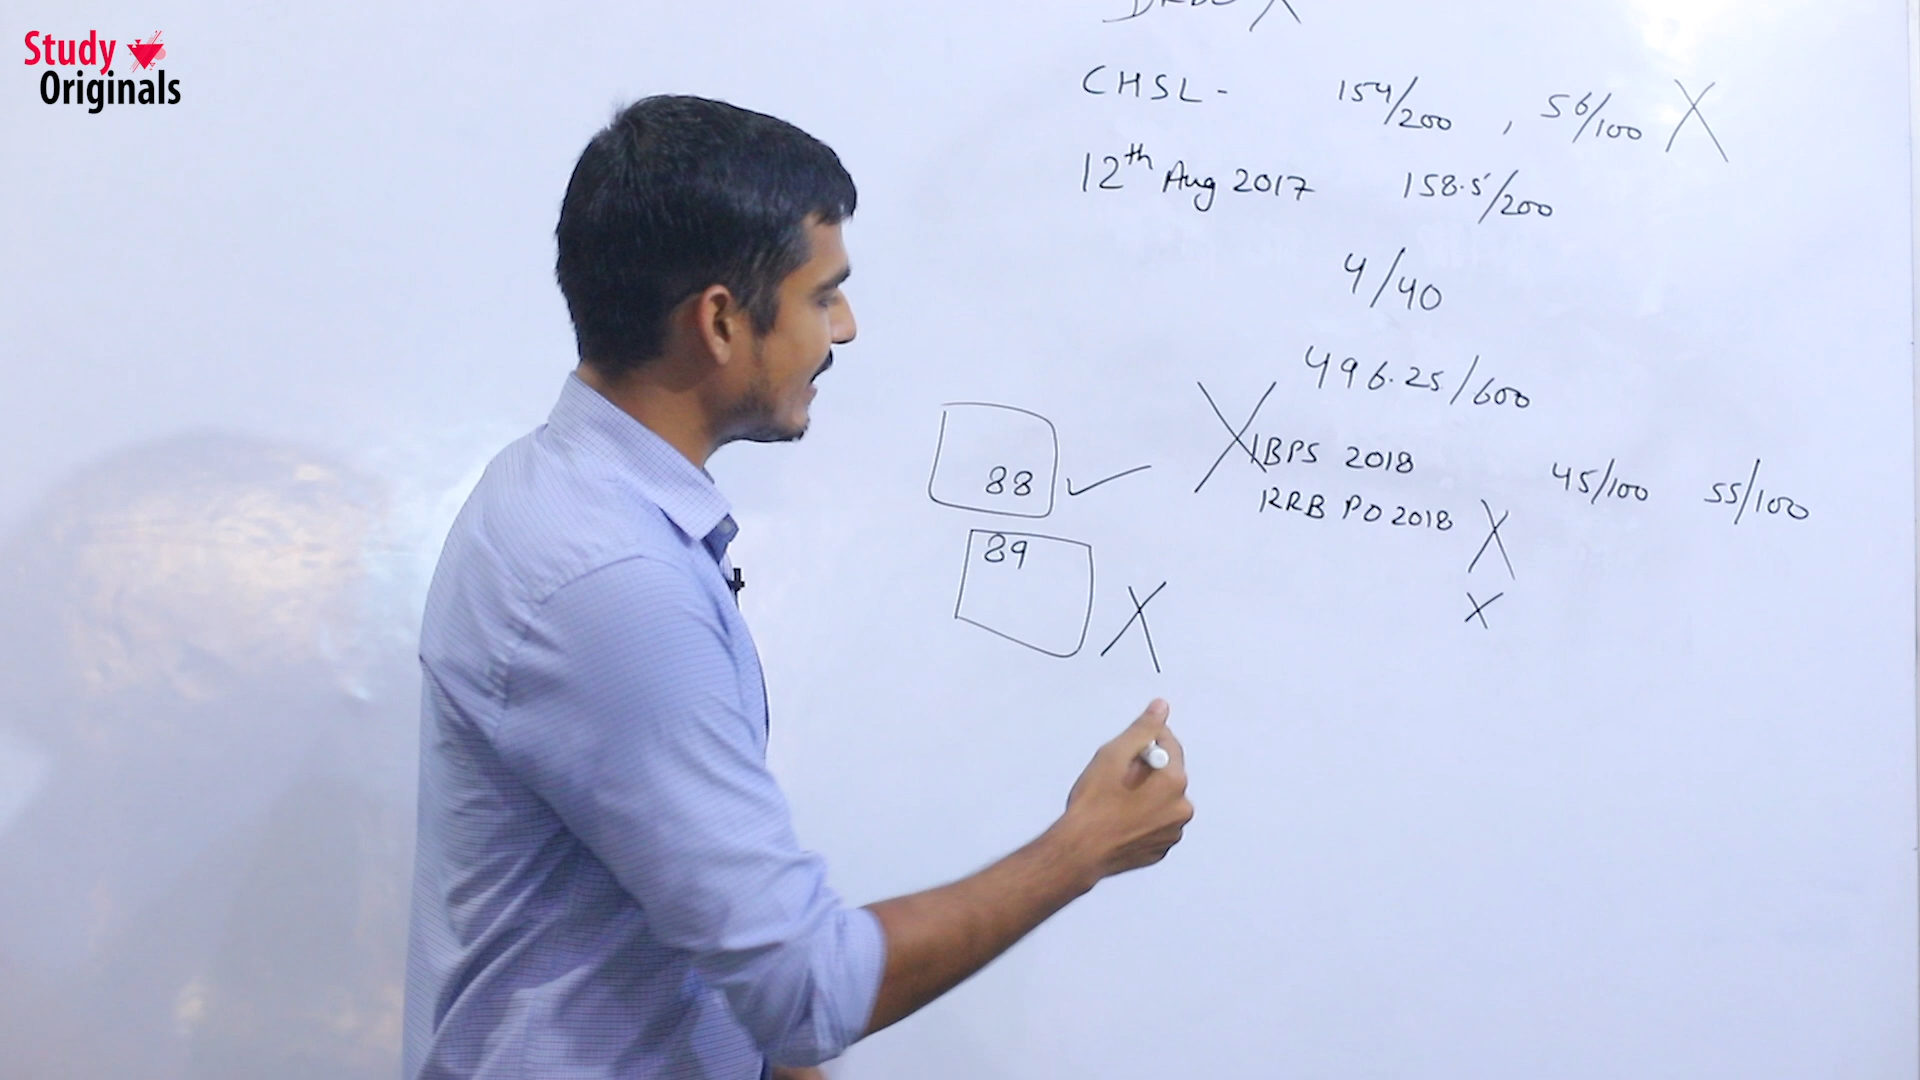 Study
Originals
CHSL - 154/200 , 56/100 X
12th Aug 2017 158.5/200
4/40
496.25/600
X IBPS 2018 45/100 55/100
88 ✓
RRB PO 2018 X
89 X
X